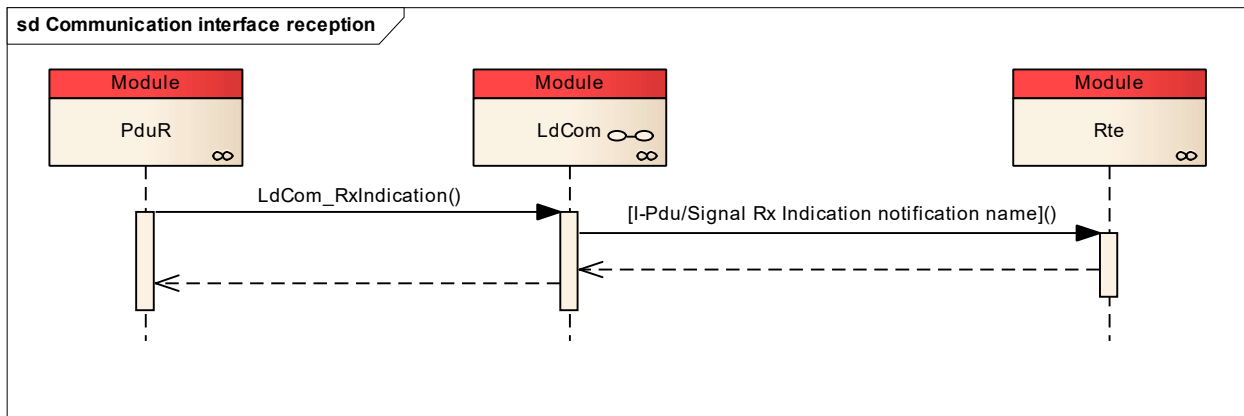 sd Communication interface reception
Module
PduR
Module
LdCom
Module
Rte
LdCom_RxIndication()
[I-Pdu/Signal Rx Indication notification name]()